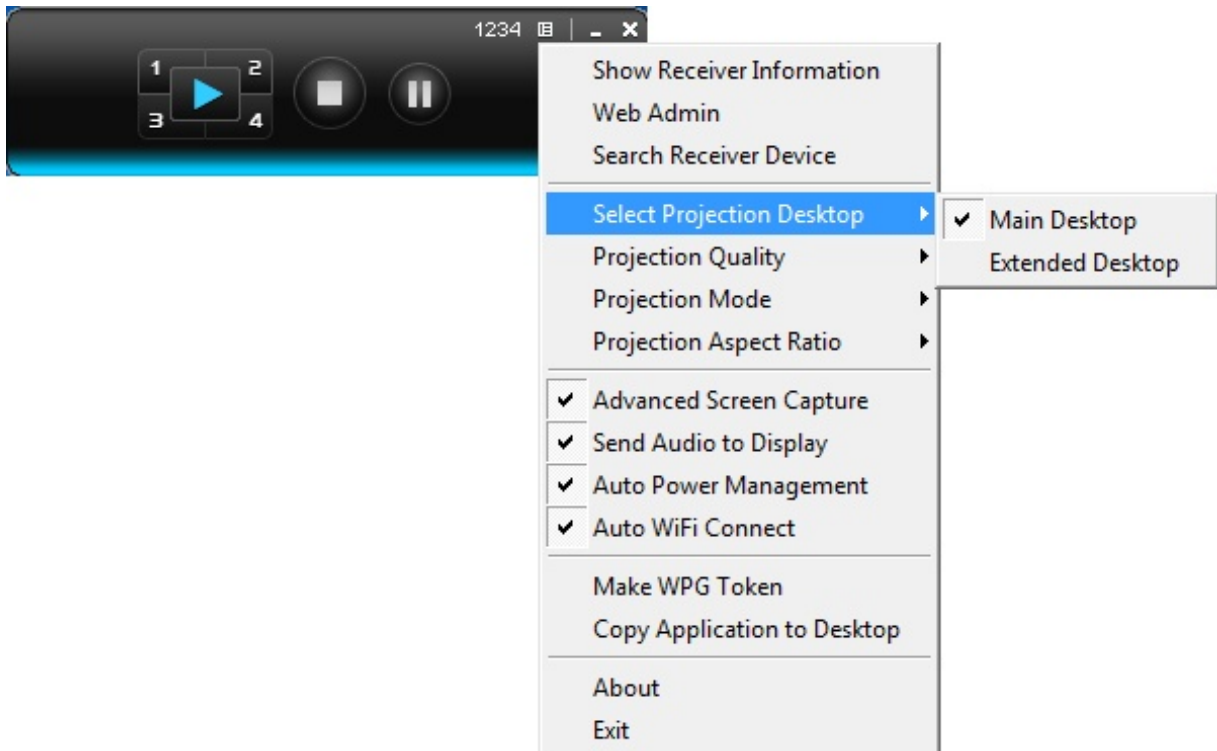 1234
1 2
3 4
Show Receiver Information
Web Admin
Search Receiver Device
Select Projection Desktop
Main Desktop
Extended Desktop
Projection Quality
Projection Mode
Projection Aspect Ratio
Advanced Screen Capture
Send Audio to Display
Auto Power Management
Auto WiFi Connect
Make WPG Token
Copy Application to Desktop
About
Exit